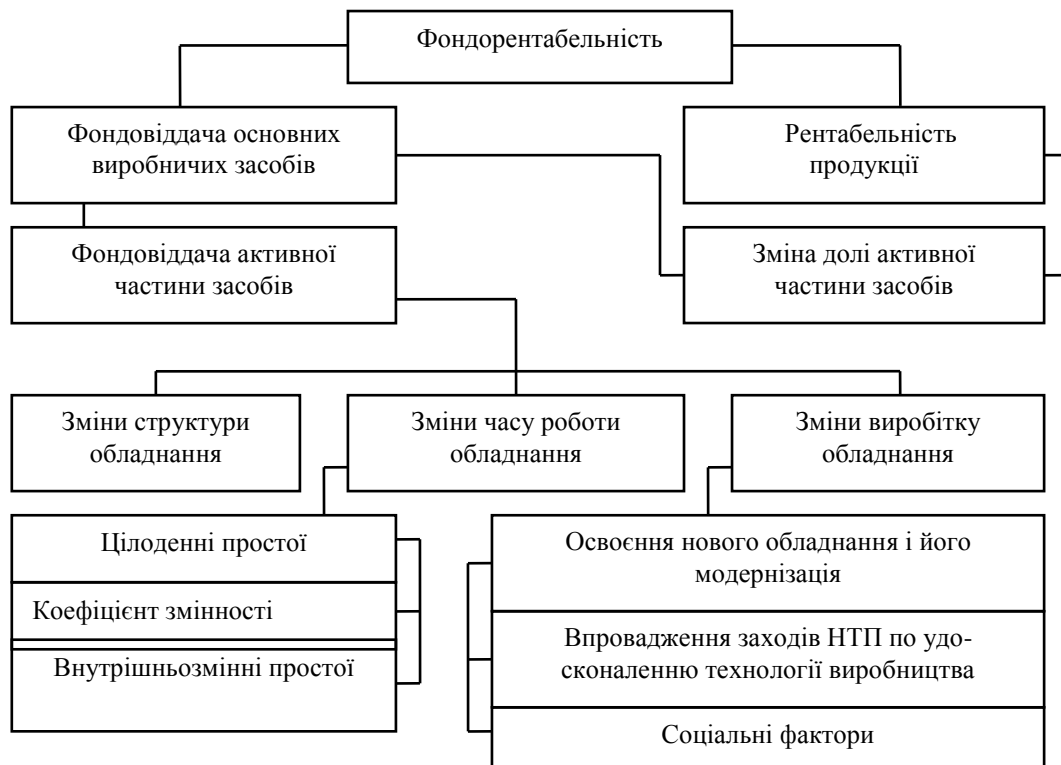 Фондорентабельність
Фондовіддача основних
виробничих засобів
Рентабельність
продукції
Фондовіддача активної
частини засобів
Зміна долі активної
частини засобів
Зміни структури
обладнання
Зміни часу роботи
обладнання
Зміни виробітку
обладнання
Цілоденні простої
Коефіцієнт змінності
Внутрішньозмінні простої
Освоєння нового обладнання і його
модернізація
Впровадження заходів НТП по удо-
сконаленню технології виробництва
Соціальні фактори